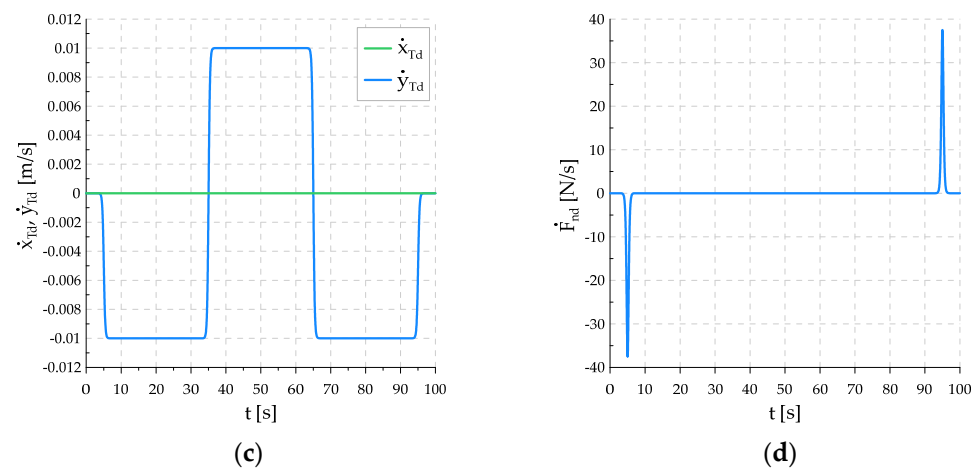 0.012
0.01
0.008
0.006
0.004
0.002
0
-0.002
-0.004
-0.006
-0.008
-0.01
-0.012
ẋTd, ẏTd [m/s]
ẋTd
ẏTd
0 10 20 30 40 50 60 70 80 90 100
t [s]
(c)
40
30
20
10
0
-10
-20
-30
-40
Ḟnd [N/s]
0 10 20 30 40 50 60 70 80 90 100
t [s]
(d)